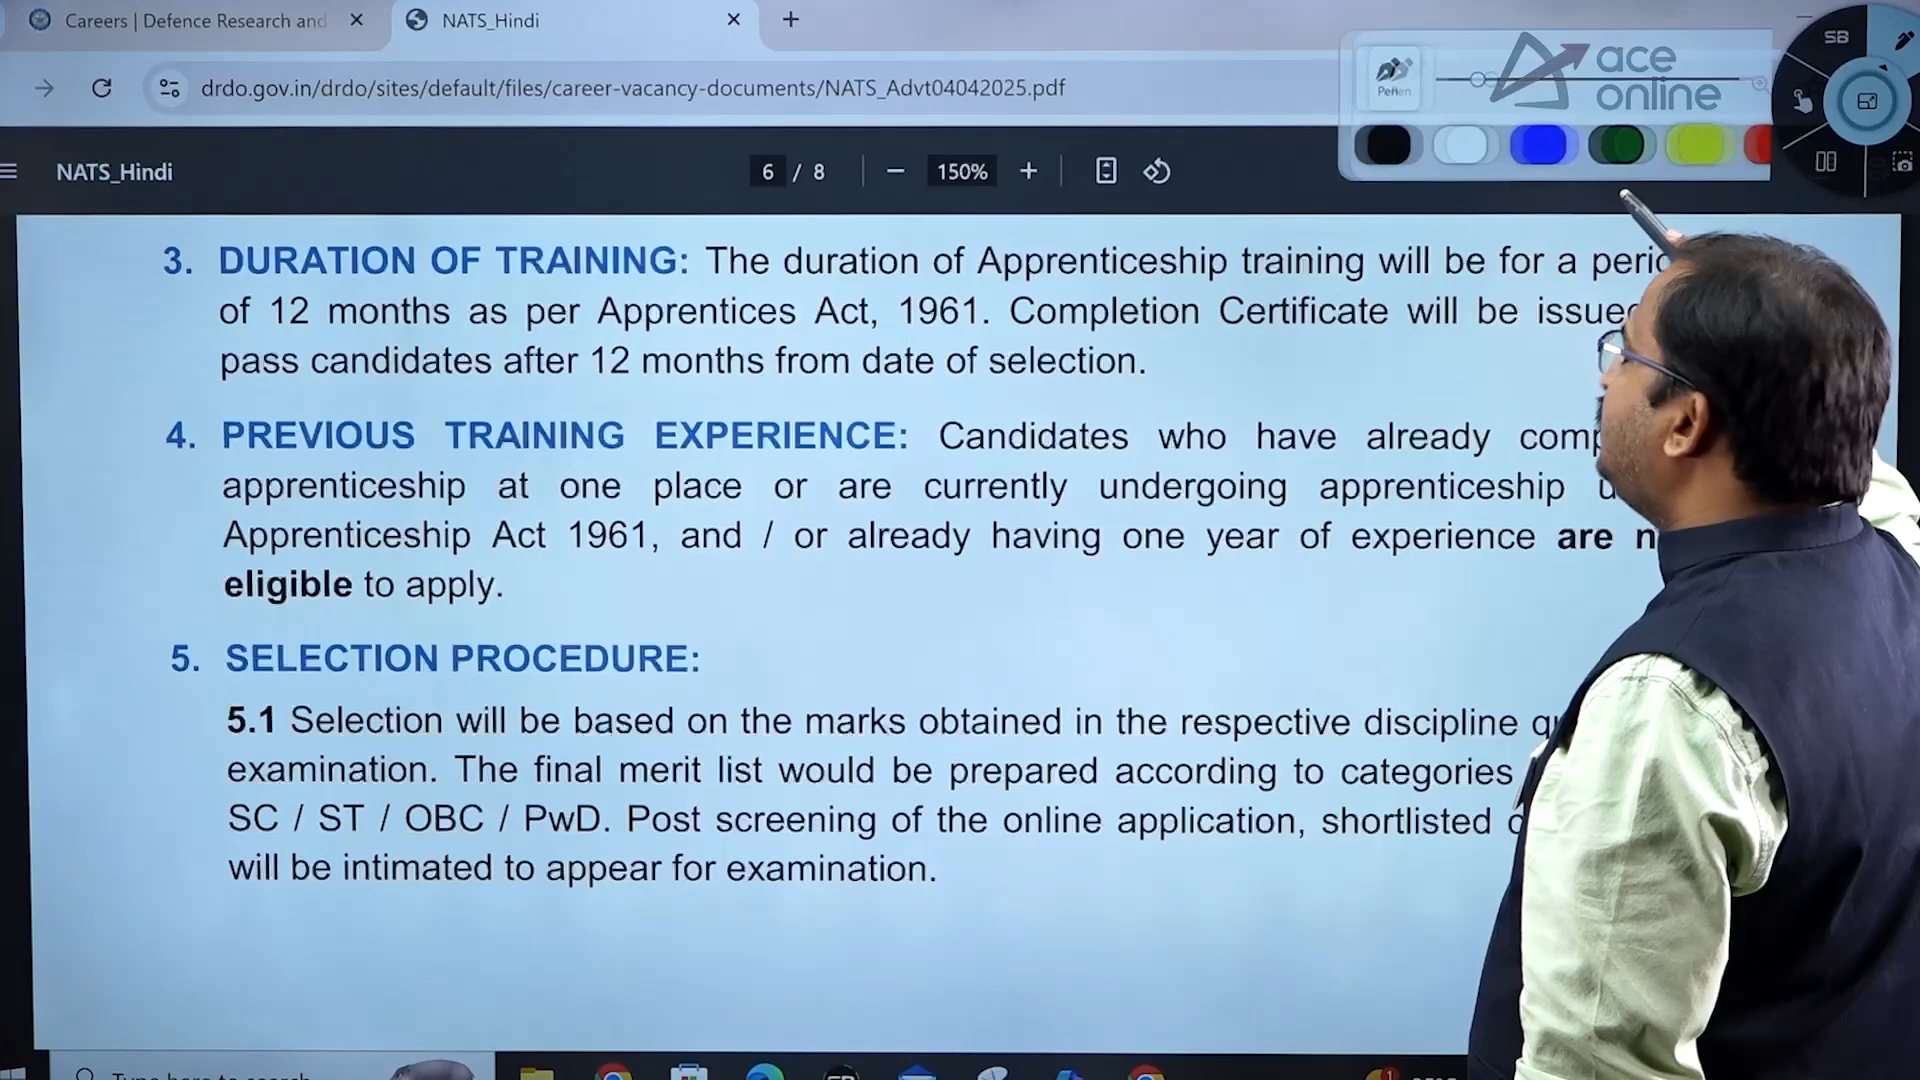 Careers | Defence Research and
NATS_Hindi
drdo.gov.in/drdo/sites/default/files/career-vacancy-documents/NATS_Advt04042025.pdf
Peñen
ace
online
SB
NATS_Hindi
6 / 8
150%
3. DURATION OF TRAINING: The duration of Apprenticeship training will be for a
of 12 months as per Apprentices Act, 1961. Completion Certificate will be
pass candidates after 12 months from date of selection.
4. PREVIOUS TRAINING EXPERIENCE: Candidates who have already
apprenticeship at one place or are currently undergoing apprenticeship
Apprenticeship Act 1961, and / or already having one year of experience are
eligible to apply.
5. SELECTION PROCEDURE:
5.1 Selection will be based on the marks obtained in the respective discipline
examination. The final merit list would be prepared according to categories
SC / ST / OBC / PwD. Post screening of the online application, shortlisted
will be intimated to appear for examination.
Type here to search